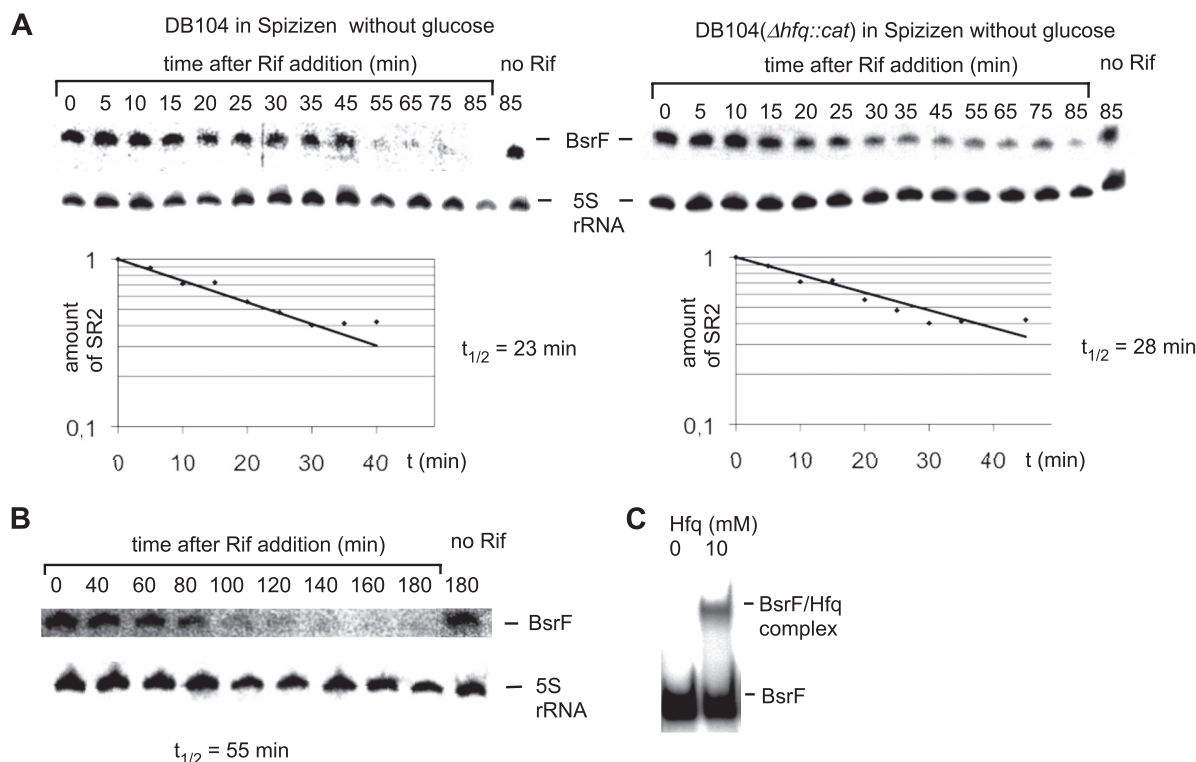 A
DB104 in Spizizen without glucose
time after Rif addition (min)
no Rif
0 5 10 15 20 25 30 35 45 55 65 75 85 85
BsrF
5S
rRNA
DB104(Δhfq::cat) in Spizizen without glucose
time after Rif addition (min)
no Rif
0 5 10 15 20 25 30 35 45 55 65 75 85 85
amount
of SR2
1
0,1
0 10 20 30 40 t (min)
t1/2 = 23 min
amount
of SR2
1
0,1
0 10 20 30 40 t (min)
t1/2 = 28 min
B
time after Rif addition (min)
no Rif
0 40 60 80 100 120 140 160 180 180
BsrF
5S
rRNA
t1/2 = 55 min
C
Hfq (mM)
0 10
BsrF/Hfq
complex
BsrF